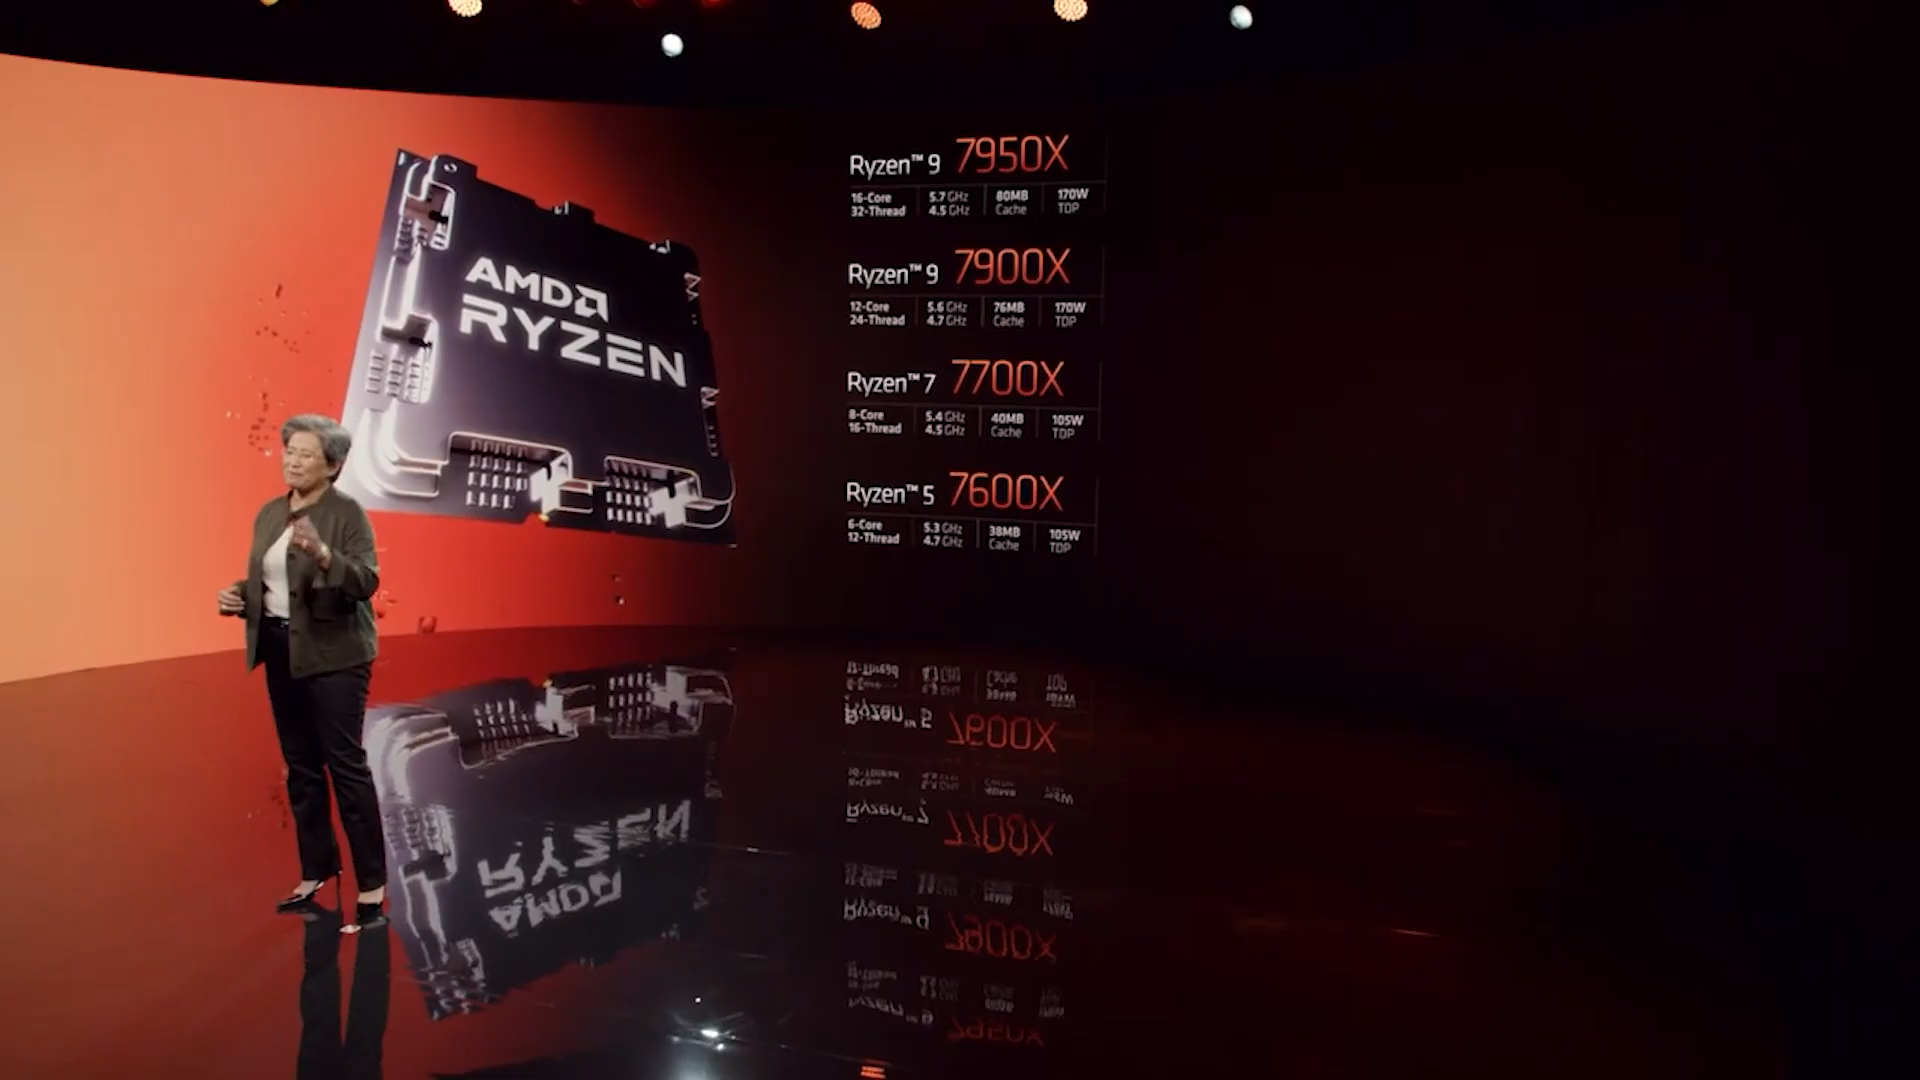 AMD
RYZEN
Ryzen™ 9 7950X
16-Core 5.7 GHz 80MB 170W
32-Thread 4.5 GHz Cache TDP
Ryzen™ 9 7900X
12-Core 5.6 GHz 76MB 170W
24-Thread 4.7 GHz Cache TDP
Ryzen™ 7 7700X
8-Core 5.4 GHz 40MB 105W
16-Thread 4.5 GHz Cache TDP
Ryzen™ 5 7600X
6-Core 5.3 GHz 38MB 105W
12-Thread 4.7 GHz Cache TDP